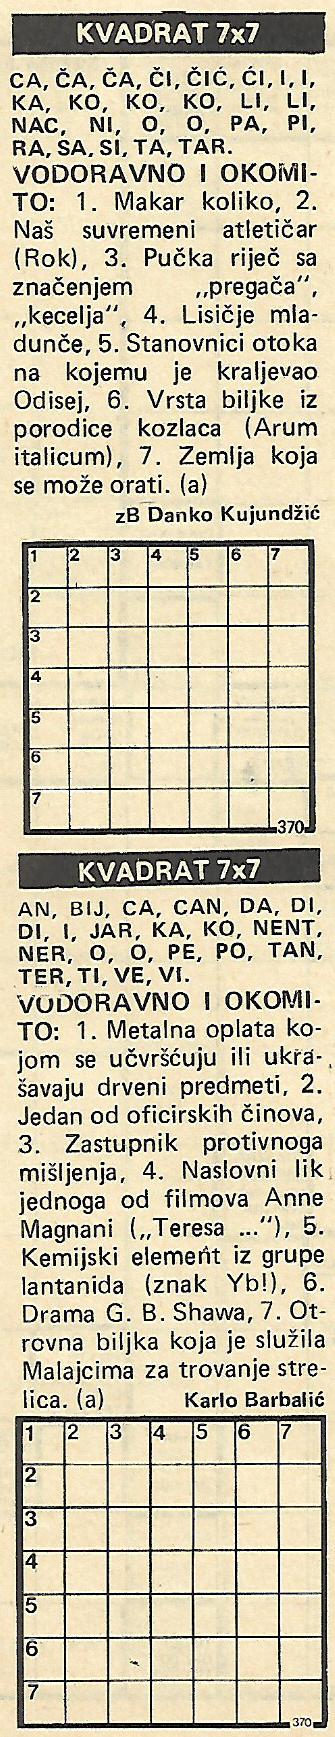 KVADRAT 7x7
CA, ČA, ČA, ČI, ČIĆ, ĆI, I, I,
KA, KO, KO, KO, LI, LI,
NAC, NI, O, O, PA, PI,
RA, SA, SI, TA, TAR.
VODORAVNO I OKOMI-
TO: 1. Makar koliko, 2.
Naš suvremeni atletičar
(Rok), 3. Pučka riječ sa
značenjem „pregača",
„kecelja", 4. Lisičje mla-
dunče, 5. Stanovnici otoka
na kojemu je kraljevao
Odisej, 6. Vrsta biljke iz
porodice kozlaca (Arum
italicum), 7. Zemlja koja
se može orati. (a)
zB Danko Kujundžić
1 2 3 4 5 6 7
2
3
4
5
6
7
370
KVADRAT 7x7
AN, BIJ, CA, CAN, DA, DI,
DI, I, JAR, KA, KO, NENT,
NER, O, O, PE, PO, TAN,
TER, TI, VE, VI.
VODORAVNO I OKOMI-
TO: 1. Metalna oplata ko-
jom se učvršćuju ili ukra-
šavaju drveni predmeti, 2.
Jedan od oficirskih činova,
3. Zastupnik protivnoga
mišljenja, 4. Naslovni lik
jednoga od filmova Anne
Magnani („Teresa ..."), 5.
Kemijski element iz grupe
lantanida (znak Yb!), 6.
Drama G. B. Shawa, 7. Ot-
rovna biljka koja je služila
Malajcima za trovanje stre-
lica. (a)
Karlo Barbalić
1 2 3 4 5 6 7
2
3
4
5
6
7
370